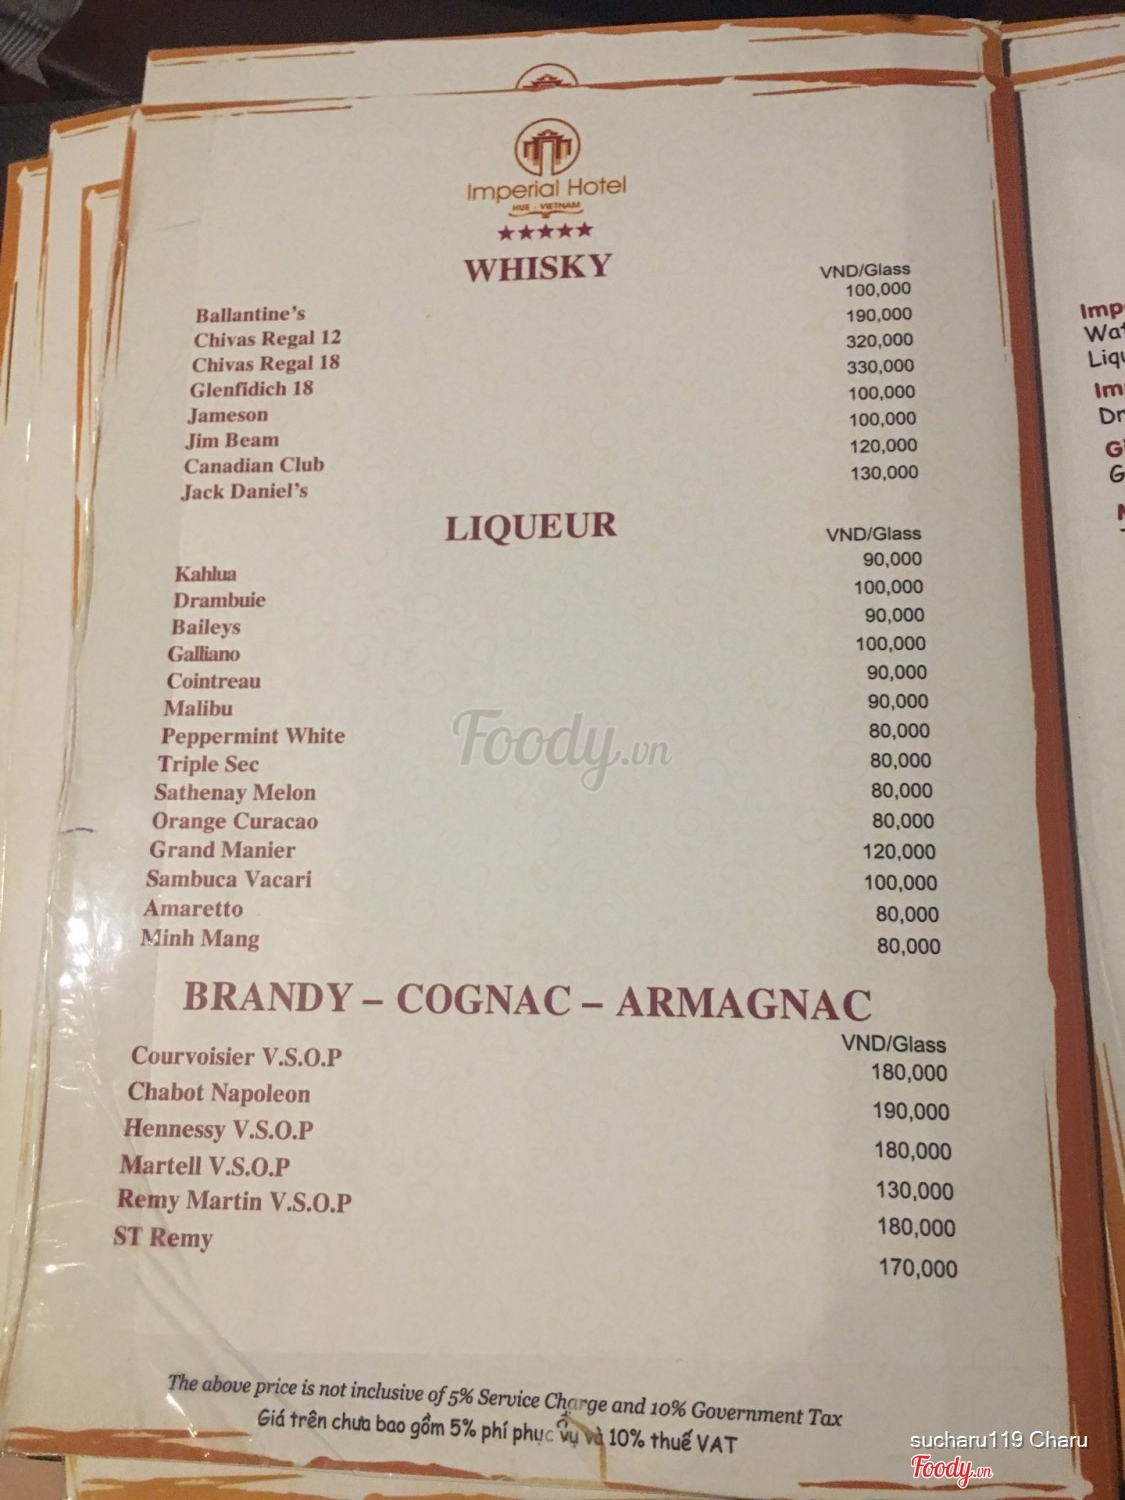 Imperial Hotel
HUE - VIETNAM
WHISKY
VND/Glass
Ballantine's 100,000
Chivas Regal 12 190,000
Chivas Regal 18 320,000
Glenfidich 18 330,000
Jameson 100,000
Jim Beam 100,000
Canadian Club 120,000
Jack Daniel's 130,000
LIQUEUR
VND/Glass
Kahlua 90,000
Drambuie 100,000
Baileys 90,000
Galliano 100,000
Cointreau 90,000
Malibu 90,000
Peppermint White 80,000
Triple Sec 80,000
Sathenay Melon 80,000
Orange Curacao 80,000
Grand Manier 120,000
Sambuca Vacari 100,000
Amaretto 80,000
Minh Mang 80,000
BRANDY – COGNAC – ARMAGNAC
VND/Glass
Courvoisier V.S.O.P 180,000
Chabot Napoleon 190,000
Hennessy V.S.O.P 180,000
Martell V.S.O.P 130,000
Remy Martin V.S.O.P 180,000
ST Remy 170,000
The above price is not inclusive of 5% Service Charge and 10% Government Tax
Giá trên chưa bao gồm 5% phí phục vụ và 10% thuế VAT
Foody.vn
sucharu119 Charu
Foody.vn